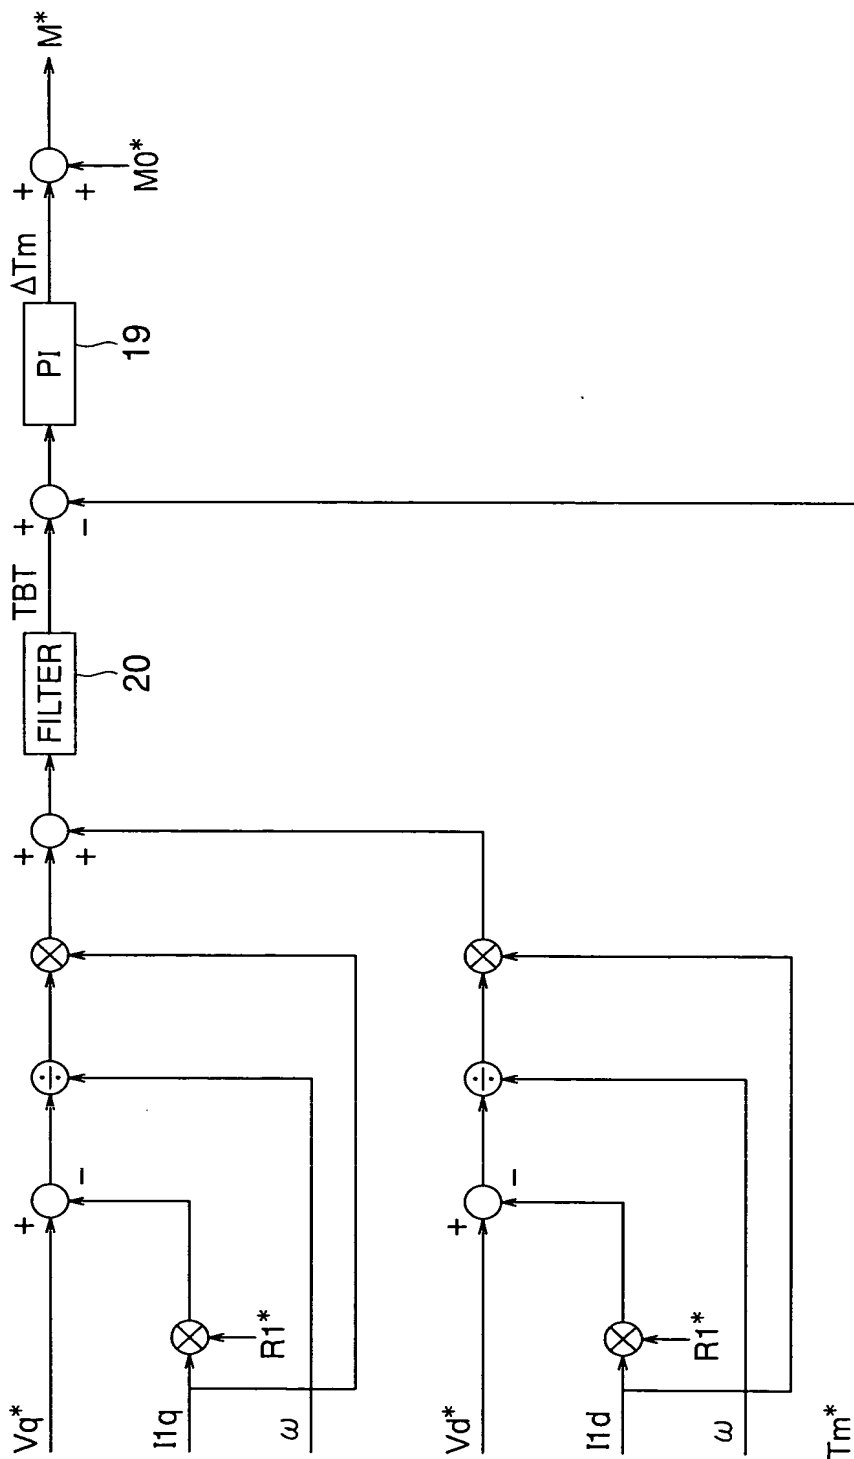 Vq*
+
-
÷
+
+
FILTER
20
TBT
+
-
PI
19
ΔTm
+
+
M0*
M*
I1q
R1*
ω
Vd*
+
-
÷
I1d
R1*
ω
Tm*